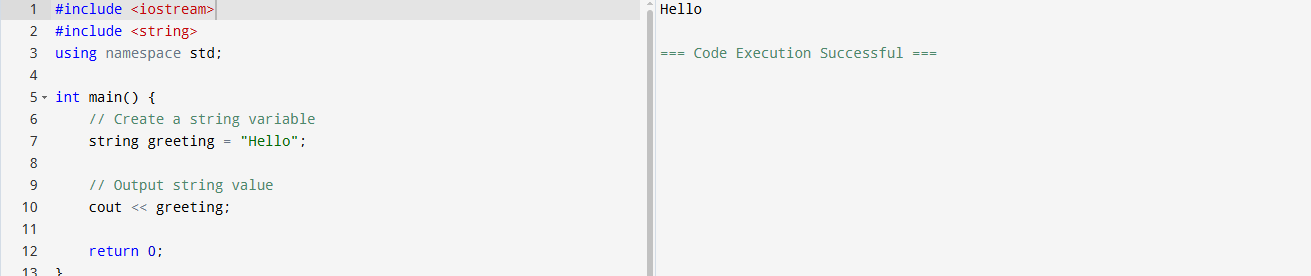 1 #include <iostream>
2 #include <string>
3 using namespace std;
4
5 int main() {
6     // Create a string variable
7     string greeting = "Hello";
8
9     // Output string value
10     cout << greeting;
11
12     return 0;
13 }
Hello
=== Code Execution Successful ===